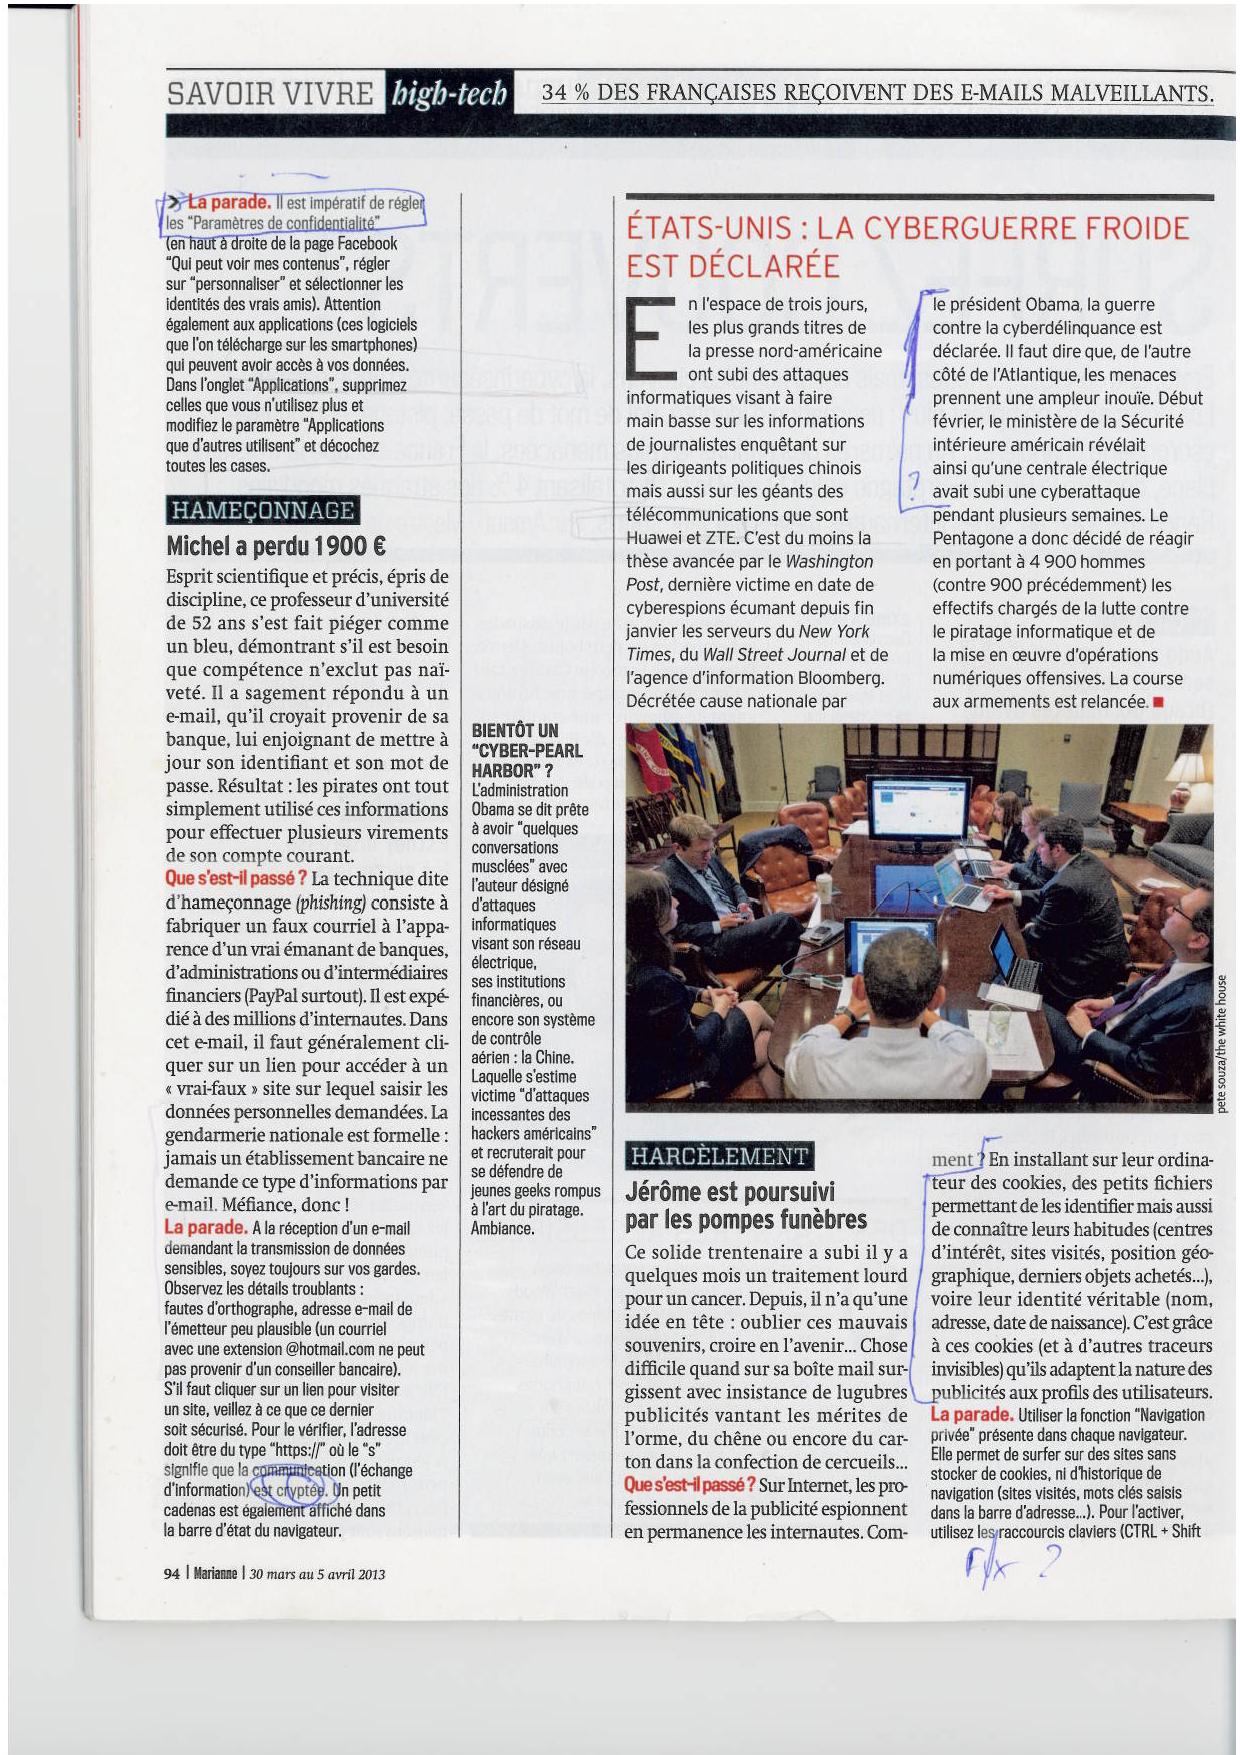 SAVOIR VIVRE high-tech 34 % DES FRANÇAISES REÇOIVENT DES E-MAILS MALVEILLANTS.
La parade. Il est impératif de régler
les "Paramètres de confidentialité"
(en haut à droite de la page Facebook
"Qui peut voir mes contenus", régler
sur "personnaliser" et sélectionner les
identités des vrais amis). Attention
également aux applications (ces logiciels
que l'on télécharge sur les smartphones)
qui peuvent avoir accès à vos données.
Dans l'onglet "Applications", supprimez
celles que vous n'utilisez plus et
modifiez le paramètre "Applications
que d'autres utilisent" et décochez
toutes les cases.
HAMEÇONNAGE
Michel a perdu 1900 €
Esprit scientifique et précis, épris de
discipline, ce professeur d'université
de 52 ans s'est fait piéger comme
un bleu, démontrant s'il est besoin
que compétence n'exclut pas naï-
veté. Il a sagement répondu à un
e-mail, qu'il croyait provenir de sa
banque, lui enjoignant de mettre à
jour son identifiant et son mot de
passe. Résultat : les pirates ont tout
simplement utilisé ces informations
pour effectuer plusieurs virements
de son compte courant.
Que s'est-il passé ? La technique dite
d'hameçonnage (phishing) consiste à
fabriquer un faux courriel à l'appa-
rence d'un vrai émanant de banques,
d'administrations ou d'intermédiaires
financiers (PayPal surtout). Il est expé-
dié à des millions d'internautes. Dans
cet e-mail, il faut généralement cli-
quer sur un lien pour accéder à un
« vrai-faux » site sur lequel saisir les
données personnelles demandées. La
gendarmerie nationale est formelle :
jamais un établissement bancaire ne
demande ce type d'informations par
e-mail. Méfiance, donc !
La parade. A la réception d'un e-mail
demandant la transmission de données
sensibles, soyez toujours sur vos gardes.
Observez les détails troublants :
fautes d'orthographe, adresse e-mail de
l'émetteur peu plausible (un courriel
avec une extension @hotmail.com ne peut
pas provenir d'un conseiller bancaire).
S'il faut cliquer sur un lien pour visiter
un site, veillez à ce que ce dernier
soit sécurisé. Pour le vérifier, l'adresse
doit être du type "https://" où le "s"
signifie que la communication (l'échange
d'information) est cryptée. Un petit
cadenas est également affiché dans
la barre d'état du navigateur.
BIENTÔT UN
"CYBER-PEARL
HARBOR" ?
L'administration
Obama se dit prête
à avoir "quelques
conversations
musclées" avec
l'auteur désigné
d'attaques
informatiques
visant son réseau
électrique,
ses institutions
financières, ou
encore son système
de contrôle
aérien : la Chine.
Laquelle s'estime
victime "d'attaques
incessantes des
hackers américains"
et recruterait pour
se défendre de
jeunes geeks rompus
à l'art du piratage.
Ambiance.
ÉTATS-UNIS : LA CYBERGUERRE FROIDE
EST DÉCLARÉE
En l'espace de trois jours,
les plus grands titres de
la presse nord-américaine
ont subi des attaques
informatiques visant à faire
main basse sur les informations
de journalistes enquêtant sur
les dirigeants politiques chinois
mais aussi sur les géants des
télécommunications que sont
Huawei et ZTE. C'est du moins la
thèse avancée par le Washington
Post, dernière victime en date de
cyberespions écumant depuis fin
janvier les serveurs du New York
Times, du Wall Street Journal et de
l'agence d'information Bloomberg.
Décrétée cause nationale par
le président Obama, la guerre
contre la cyberdélinquance est
déclarée. Il faut dire que, de l'autre
côté de l'Atlantique, les menaces
prennent une ampleur inouïe. Début
février, le ministère de la Sécurité
intérieure américain révélait
ainsi qu'une centrale électrique
? avait subi une cyberattaque
pendant plusieurs semaines. Le
Pentagone a donc décidé de réagir
en portant à 4 900 hommes
(contre 900 précédemment) les
effectifs chargés de la lutte contre
le piratage informatique et de
la mise en œuvre d'opérations
numériques offensives. La course
aux armements est relancée.
pete souza/the white house
HARCÈLEMENT
Jérôme est poursuivi
par les pompes funèbres
Ce solide trentenaire a subi il y a
quelques mois un traitement lourd
pour un cancer. Depuis, il n'a qu'une
idée en tête : oublier ces mauvais
souvenirs, croire en l'avenir... Chose
difficile quand sur sa boîte mail sur-
gissent avec insistance de lugubres
publicités vantant les mérites de
l'orme, du chêne ou encore du car-
ton dans la confection de cercueils...
Que s'est-il passé ? Sur Internet, les pro-
fessionnels de la publicité espionnent
en permanence les internautes. Com-
ment ? En installant sur leur ordina-
teur des cookies, des petits fichiers
permettant de les identifier mais aussi
de connaître leurs habitudes (centres
d'intérêt, sites visités, position géo-
graphique, derniers objets achetés...),
voire leur identité véritable (nom,
adresse, date de naissance). C'est grâce
à ces cookies (et à d'autres traceurs
invisibles) qu'ils adaptent la nature des
publicités aux profils des utilisateurs.
La parade. Utiliser la fonction "Navigation
privée" présente dans chaque navigateur.
Elle permet de surfer sur des sites sans
stocker de cookies, ni d'historique de
navigation (sites visités, mots clés saisis
dans la barre d'adresse...). Pour l'activer,
utilisez les raccourcis claviers (CTRL + Shift
94 | Marianne | 30 mars au 5 avril 2013